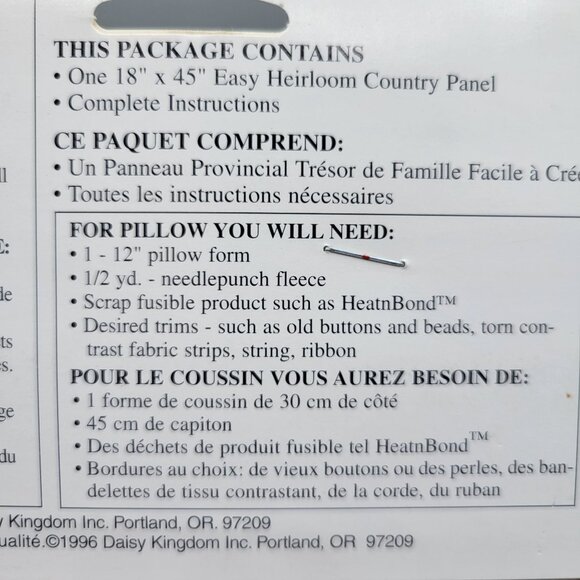 THIS PACKAGE CONTAINS
• One 18" x 45" Easy Heirloom Country Panel
• Complete Instructions
CE PAQUET COMPREND:
• Un Panneau Provincial Trésor de Famille Facile à Crée
• Toutes les instructions nécessaires
FOR PILLOW YOU WILL NEED:
• 1 - 12" pillow form
• 1/2 yd. - needlepunch fleece
• Scrap fusible product such as HeatnBond™
• Desired trims - such as old buttons and beads, torn con-
trast fabric strips, string, ribbon
POUR LE COUSSIN VOUS AUREZ BESOIN DE:
• 1 forme de coussin de 30 cm de côté
• 45 cm de capiton
• Des déchets de produit fusible tel HeatnBond™
• Bordures au choix: de vieux boutons ou des perles, des ban-
delettes de tissu contrastant, de la corde, du ruban
y Kingdom Inc. Portland, OR. 97209
ualité.©1996 Daisy Kingdom Inc. Portland, OR 97209